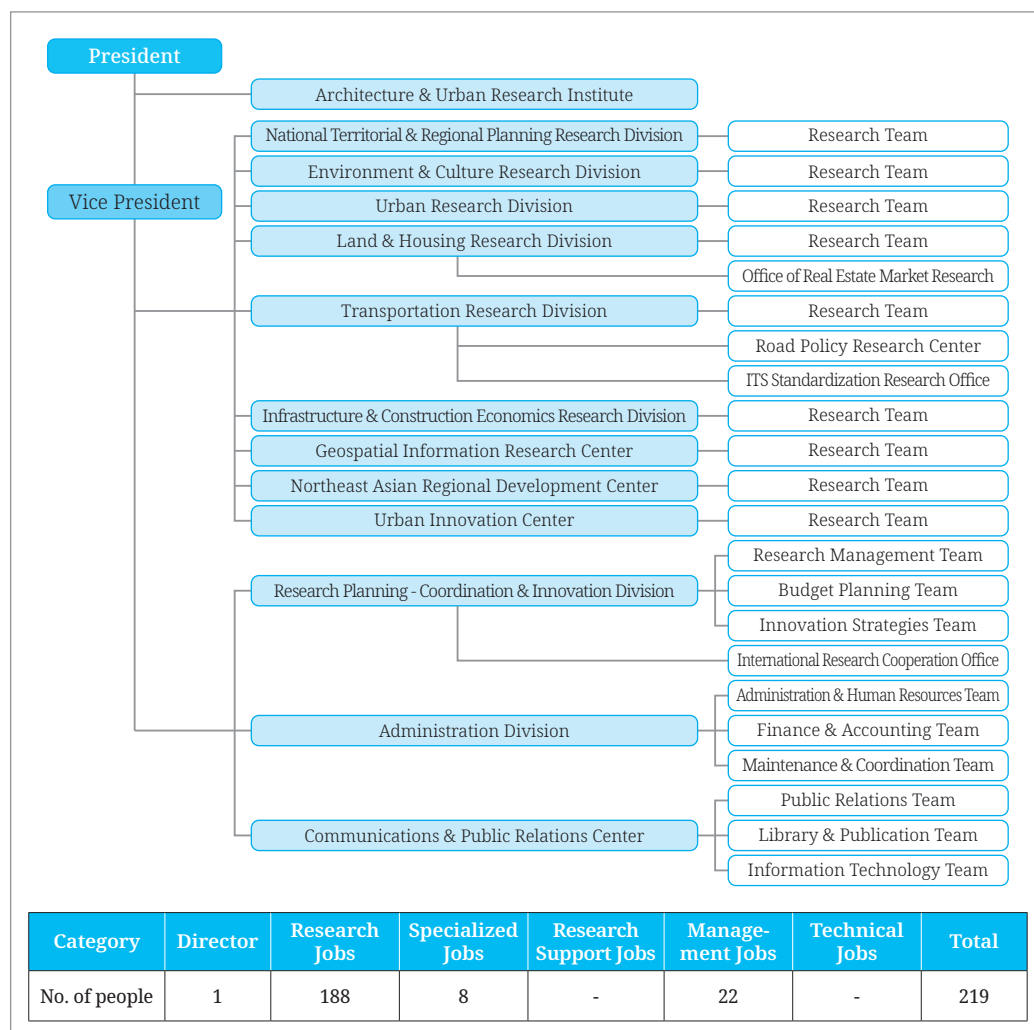 President
Architecture & Urban Research Institute
National Territorial & Regional Planning Research Division
Research Team
Environment & Culture Research Division
Research Team
Vice President
Urban Research Division
Research Team
Land & Housing Research Division
Research Team
Office of Real Estate Market Research
Transportation Research Division
Research Team
Road Policy Research Center
ITS Standardization Research Office
Infrastructure & Construction Economics Research Division
Research Team
Geospatial Information Research Center
Research Team
Northeast Asian Regional Development Center
Research Team
Urban Innovation Center
Research Team
Research Management Team
Research Planning - Coordination & Innovation Division
Budget Planning Team
Innovation Strategies Team
International Research Cooperation Office
Administration & Human Resources Team
Administration Division
Finance & Accounting Team
Maintenance & Coordination Team
Public Relations Team
Communications & Public Relations Center
Library & Publication Team
Information Technology Team
Category
Director
Research
Jobs
Specialized
Jobs
Research
Support Jobs
Manage-
ment Jobs
Technical
Jobs
Total
No. of people
1
188
8
-
22
-
219